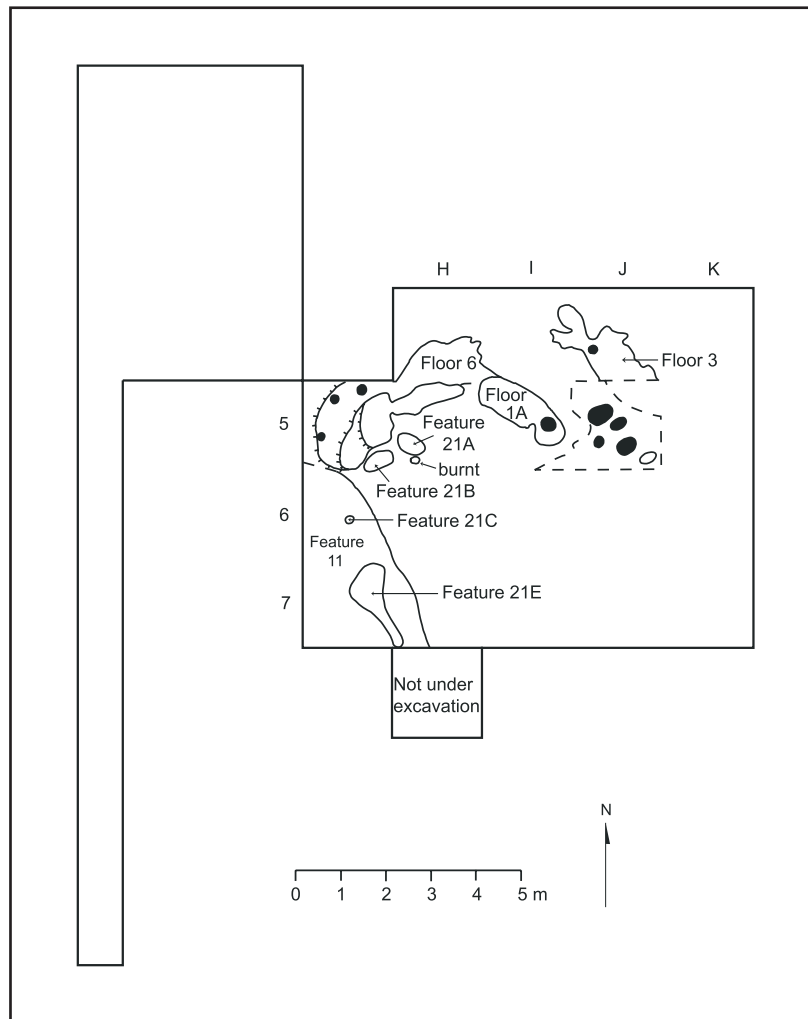 H I J K
Floor 6
Floor 3
Floor
1A
5
Feature
21A
burnt
Feature 21B
6
Feature 21C
Feature
11
7
Feature 21E
Not under
excavation
N
0 1 2 3 4 5 m